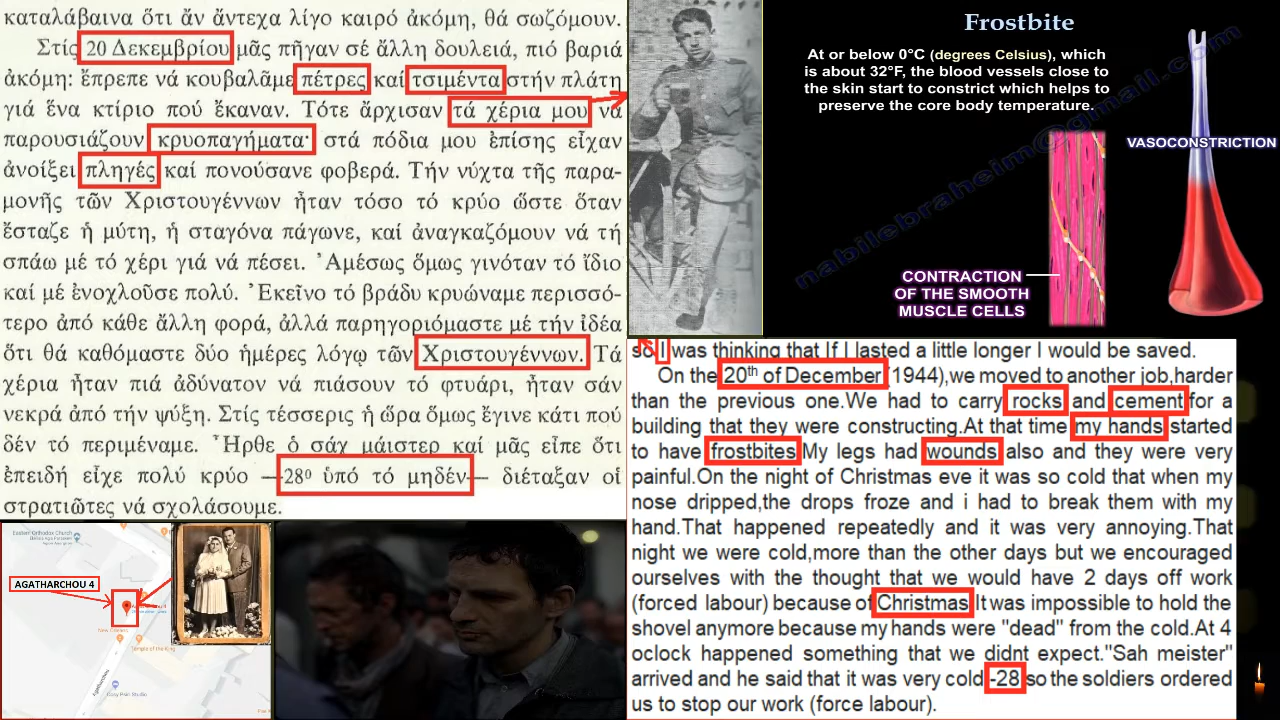 καταλάβαινα ὅτι ἄν ἄντεχα λίγο καιρό ἀκόμη, θά σωζόμουν.
Στίς 20 Δεκεμβρίου μᾶς πῆγαν σέ ἄλλη δουλειά, πιό βαριά
ἀκόμη: ἔπρεπε νά κουβαλᾶμε πέτρες καί τσιμέντα στήν πλάτη
γιά ἕνα κτίριο πού ἔκαναν. Τότε ἄρχισαν τά χέρια μου νά
παρουσιάζουν κρυοπαγήματα· στά πόδια μου ἐπίσης εἶχαν
ἀνοίξει πληγές καί πονούσανε φοβερά. Τήν νύχτα τῆς παρα-
μονῆς τῶν Χριστουγέννων ἦταν τόσο τό κρύο ὥστε ὅταν
ἔσταζε ἡ μύτη, ἡ σταγόνα πάγωνε, καί ἀναγκαζόμουν νά τή
σπάω μέ τό χέρι γιά νά πέσει. Ἀμέσως ὅμως γινόταν τό ἴδιο
καί μέ ἐνοχλοῦσε πολύ. Ἐκεῖνο τό βράδυ κρυώναμε περισσό-
τερο ἀπό κάθε ἄλλη φορά, ἀλλά παρηγοριόμαστε μέ τήν ἰδέα
ὅτι θά καθόμαστε δύο ἡμέρες λόγῳ τῶν Χριστουγέννων. Τά
χέρια ἦταν πιά ἀδύνατον νά πιάσουν τό φτυάρι, ἦταν σάν
νεκρά ἀπό τήν ψύξη. Στίς τέσσερις ἡ ὥρα ὅμως ἔγινε κάτι πού
δέν τό περιμέναμε. Ἦρθε ὁ σάχ μάιστερ καί μᾶς εἶπε ὅτι
ἐπειδή εἶχε πολύ κρύο —28⁰ ὑπό τό μηδέν— διέταξαν οἱ
στρατιῶτες νά σχολάσουμε.
Frostbite
At or below 0°C (degrees Celsius), which
is about 32°F, the blood vessels close to
the skin start to constrict which helps to
preserve the core body temperature.
VASOCONSTRICTION
CONTRACTION
OF THE SMOOTH
MUSCLE CELLS
nabilebraheim@gmail.com
so I was thinking that If I lasted a little longer I would be saved.
On the 20th of December (1944),we moved to another job,harder
than the previous one.We had to carry rocks and cement for a
building that they were constructing.At that time my hands started
to have frostbites My legs had wounds also and they were very
painful.On the night of Christmas eve it was so cold that when my
nose dripped,the drops froze and i had to break them with my
hand.That happened repeatedly and it was very annoying.That
night we were cold,more than the other days but we encouraged
ourselves with the thought that we would have 2 days off work
(forced labour) because of Christmas It was impossible to hold the
shovel anymore because my hands were "dead" from the cold.At 4
oclock happened something that we didnt expect."Sah meister"
arrived and he said that it was very cold -28 so the soldiers ordered
us to stop our work (force labour).
Eastern Orthodox Church
AGATHARCHOU 4
Temple of the King